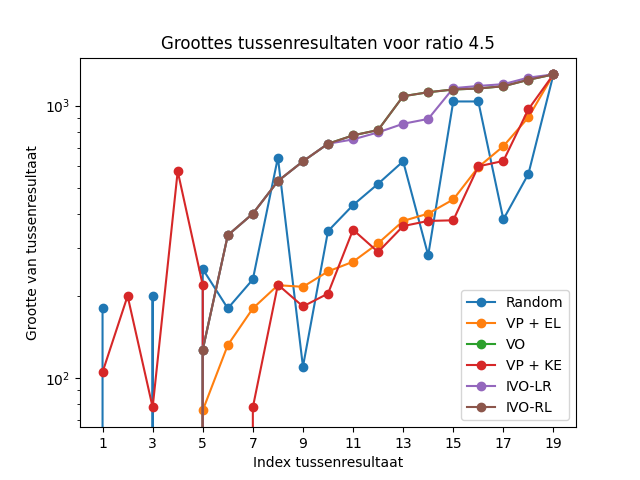 Groottes tussenresultaten voor ratio 4.5
Grootte van tussenresultaat
10³
10²
Random
VP + EL
VO
VP + KE
IVO-LR
IVO-RL
1 3 5 7 9 11 13 15 17 19
Index tussenresultaat